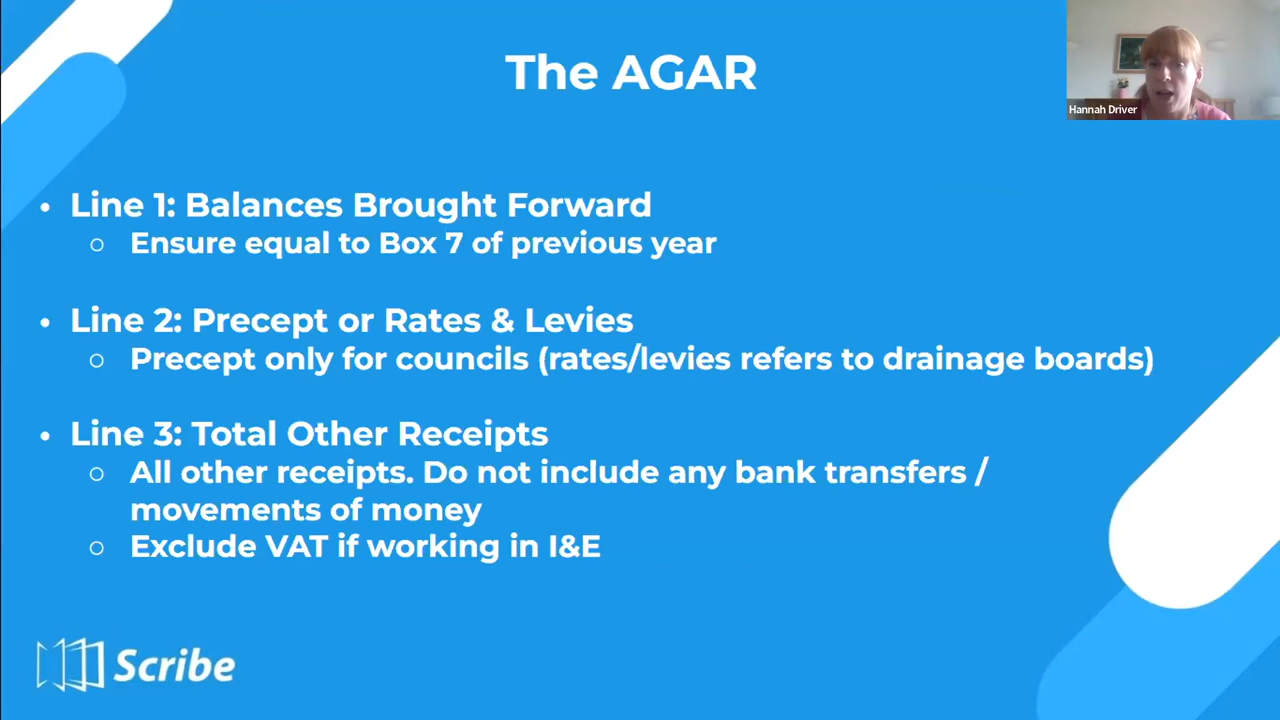 The AGAR
Hannah Driver
• Line 1: Balances Brought Forward
○ Ensure equal to Box 7 of previous year
• Line 2: Precept or Rates & Levies
○ Precept only for councils (rates/levies refers to drainage boards)
• Line 3: Total Other Receipts
○ All other receipts. Do not include any bank transfers /
movements of money
○ Exclude VAT if working in I&E
Scribe